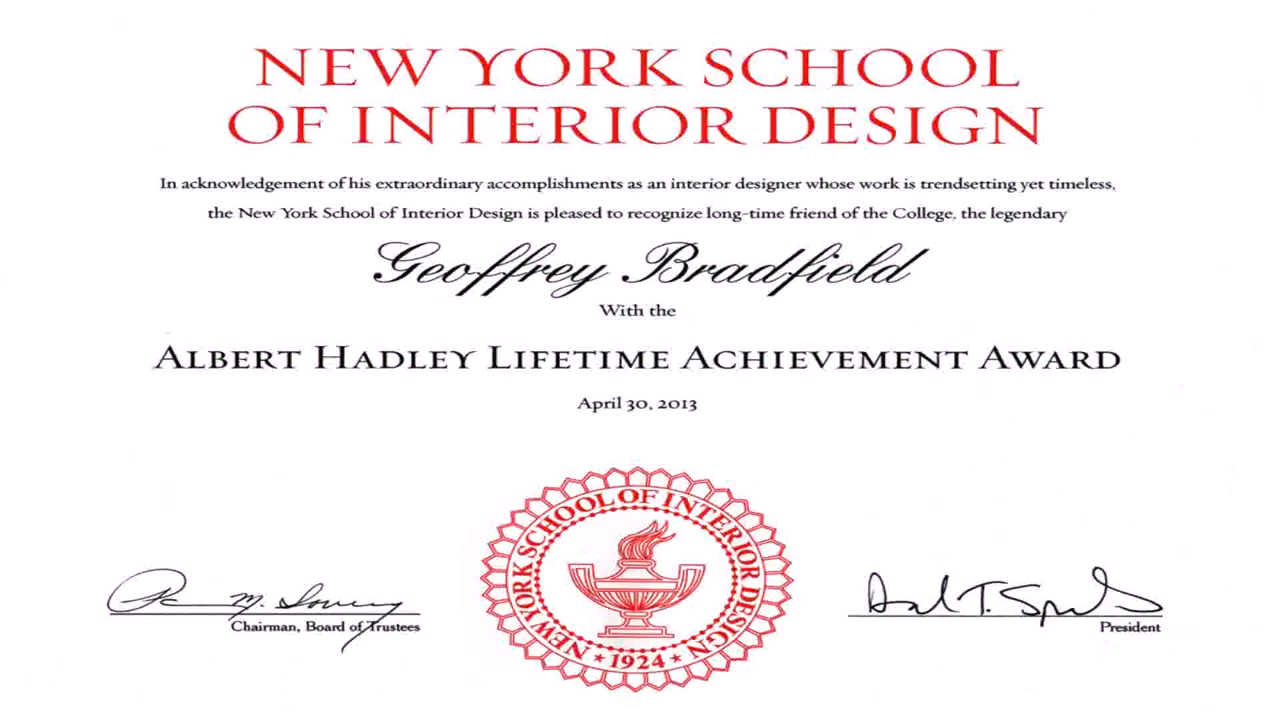 NEW YORK SCHOOL
OF INTERIOR DESIGN
In acknowledgement of his extraordinary accomplishments as an interior designer whose work is trendsetting yet timeless,
the New York School of Interior Design is pleased to recognize long-time friend of the College, the legendary
Geoffrey Bradfield
With the
ALBERT HADLEY LIFETIME ACHIEVEMENT AWARD
April 30, 2013
NEW YORK SCHOOL OF INTERIOR DESIGN
★ 1924 ★
Chairman, Board of Trustees
President